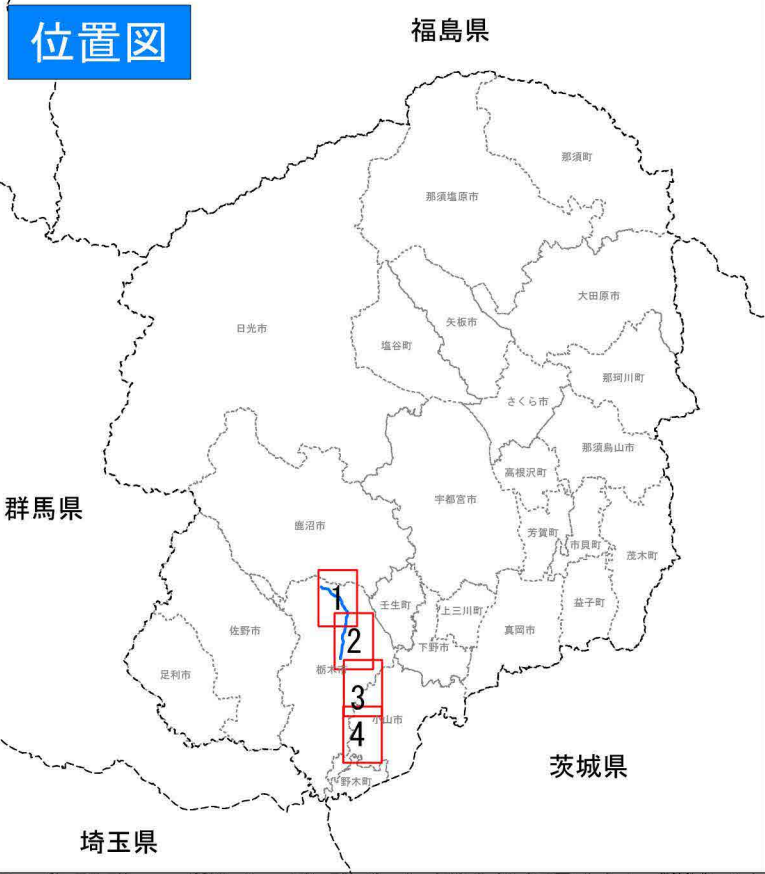 位置図
福島県
那須町
那須塩原市
大田原市
日光市
矢板市
塩谷町
那珂川町
さくら市
那須烏山市
高根沢町
宇都宮市
群馬県
鹿沼市
芳賀町
市貝町
茂木町
1
壬生町
上三川町
益子町
佐野市
真岡市
2
下野市
栃木市
足利市
3
小山市
4
茨城県
野木町
埼玉県